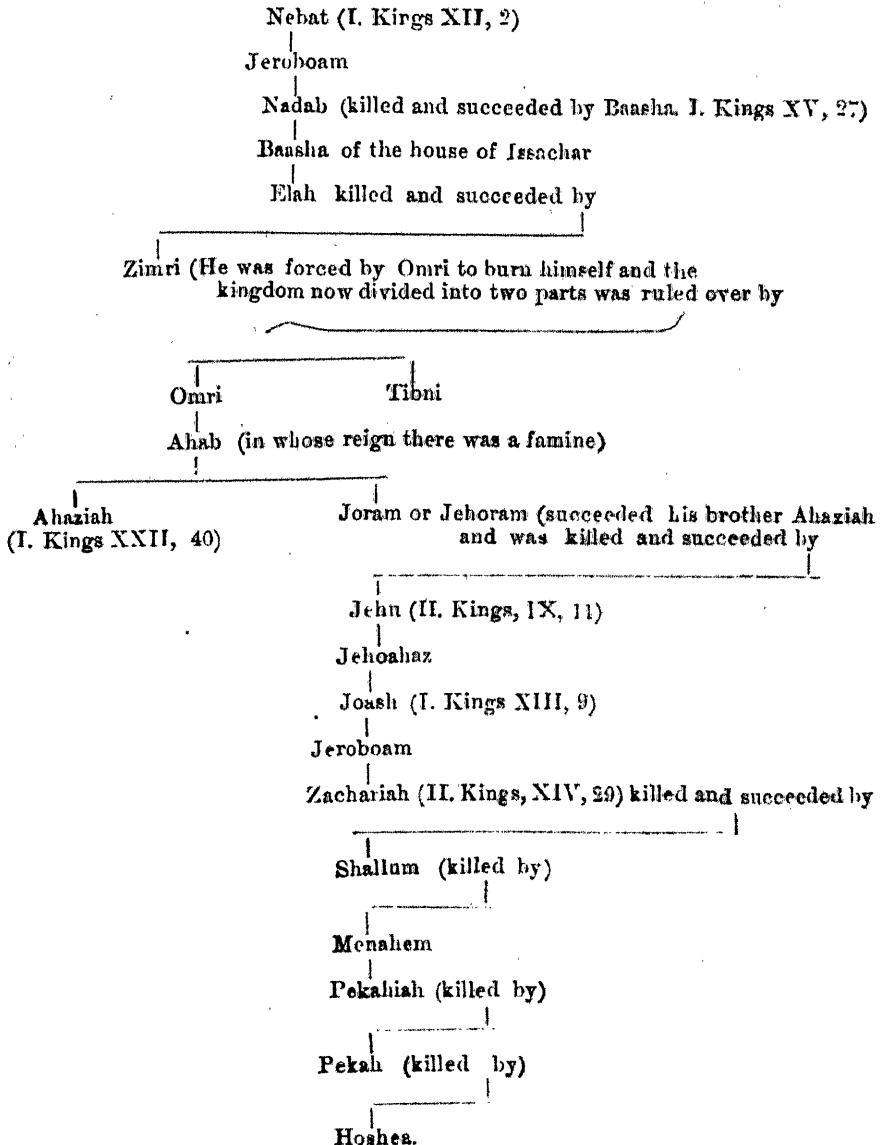 Nebat (I. Kirgs XII, 2)
Jeroboam
Nadab (killed and succeeded by Baasha. I. Kings XV, 27)
Baasha of the house of Issachar
Elah killed and succeeded by
Zimri (He was forced by Omri to burn himself and the
kingdom now divided into two parts was ruled over by
Omri Tibni
Ahab (in whose reign there was a famine)
Ahaziah Joram or Jehoram (succeeded his brother Ahaziah
(I. Kings XXII, 40) and was killed and succeeded by
Jehn (II. Kings, IX, 11)
Jehoahaz
Joash (I. Kings XIII, 9)
Jeroboam
Zachariah (II. Kings, XIV, 29) killed and succeeded by
Shallum (killed by)
Menahem
Pekahiah (killed by)
Pekah (killed by)
Hoshea.